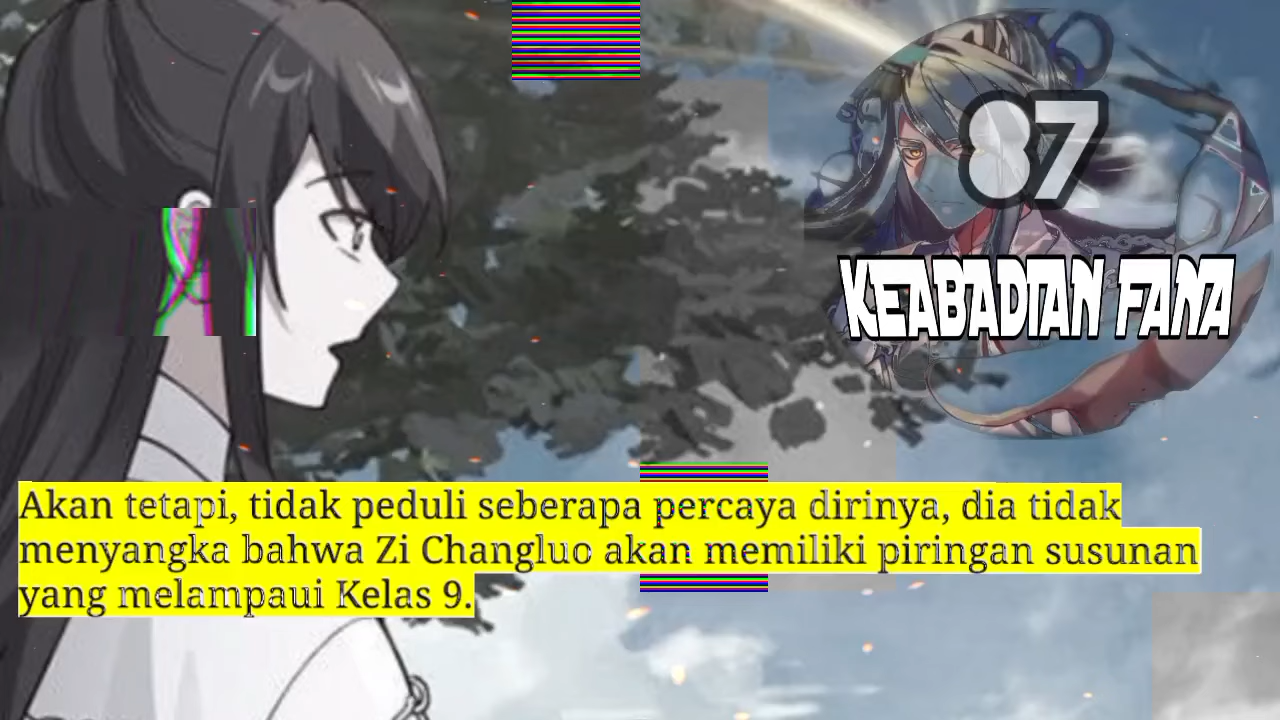 87
KEABADIAN FANA
Akan tetapi, tidak peduli seberapa percaya dirinya, dia tidak
menyangka bahwa Zi Changluo akan memiliki piringan susunan
yang melampaui Kelas 9.